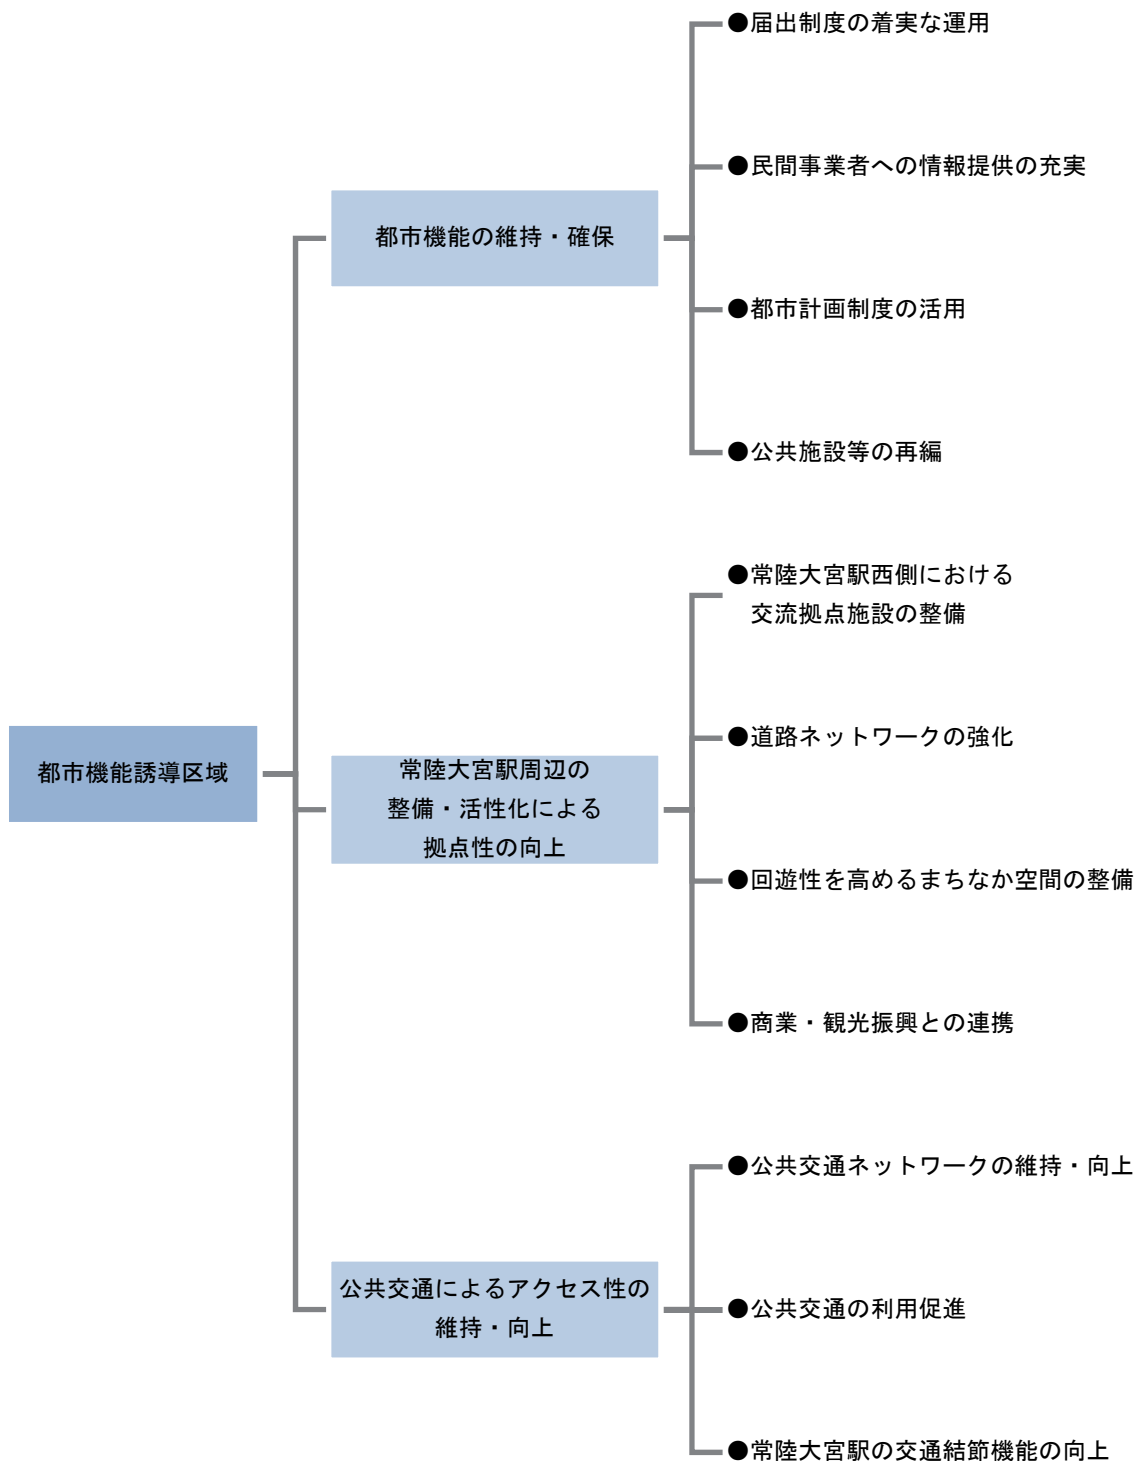 都市機能誘導区域
都市機能の維持・確保
●届出制度の着実な運用
●民間事業者への情報提供の充実
●都市計画制度の活用
●公共施設等の再編
常陸大宮駅周辺の
整備・活性化による
拠点性の向上
●常陸大宮駅西側における
交流拠点施設の整備
●道路ネットワークの強化
●回遊性を高めるまちなか空間の整備
●商業・観光振興との連携
公共交通によるアクセス性の
維持・向上
●公共交通ネットワークの維持・向上
●公共交通の利用促進
●常陸大宮駅の交通結節機能の向上